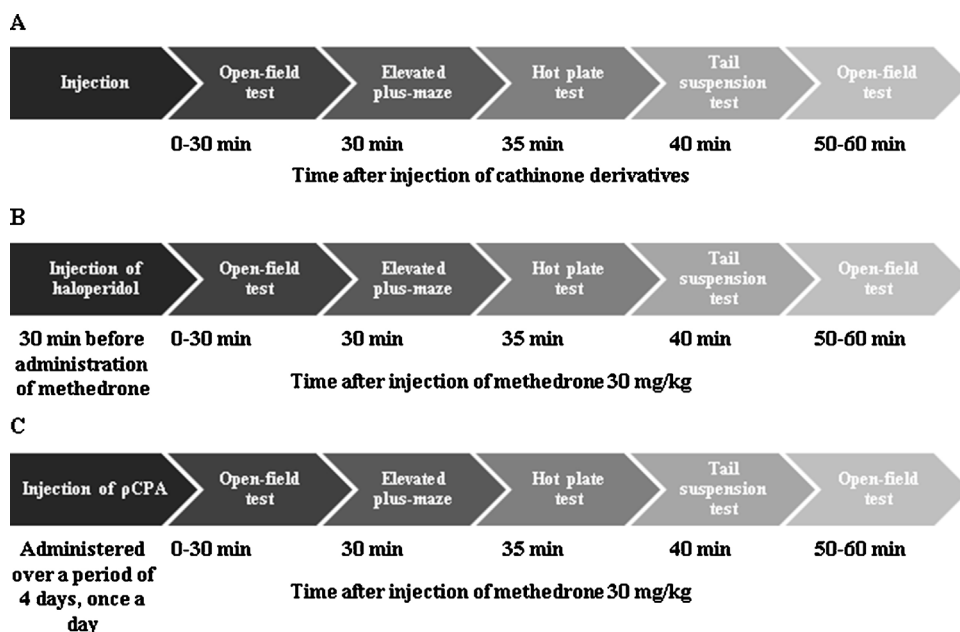 A
Injection
Open-field
test
Elevated
plus-maze
Hot plate
test
Tail
suspension
test
Open-field
test
0-30 min
30 min
35 min
40 min
50-60 min
Time after injection of cathinone derivatives
B
Injection of
haloperidol
Open-field
test
Elevated
plus-maze
Hot plate
test
Tail
suspension
test
Open-field
test
30 min before
administration
of methedrone
0-30 min
30 min
35 min
40 min
50-60 min
Time after injection of methedrone 30 mg/kg
C
Injection of ρCPA
Open-field
test
Elevated
plus-maze
Hot plate
test
Tail
suspension
test
Open-field
test
Administered
over a period of
4 days, once a
day
0-30 min
30 min
35 min
40 min
50-60 min
Time after injection of methedrone 30 mg/kg